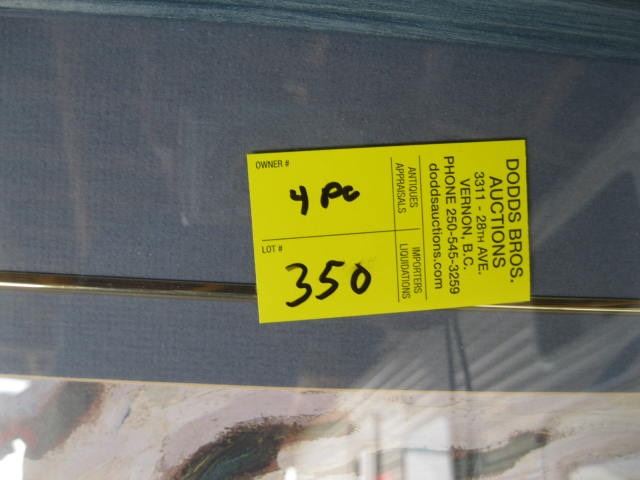 OWNER #
4 pc
LOT #
350
ANTIQUES
APPRAISALS
IMPORTERS
LIQUIDATIONS
DODDS BROS.
AUCTIONS
3311 - 28TH AVE.
VERNON, B.C.
PHONE 250-545-3259
doddsauctions.com